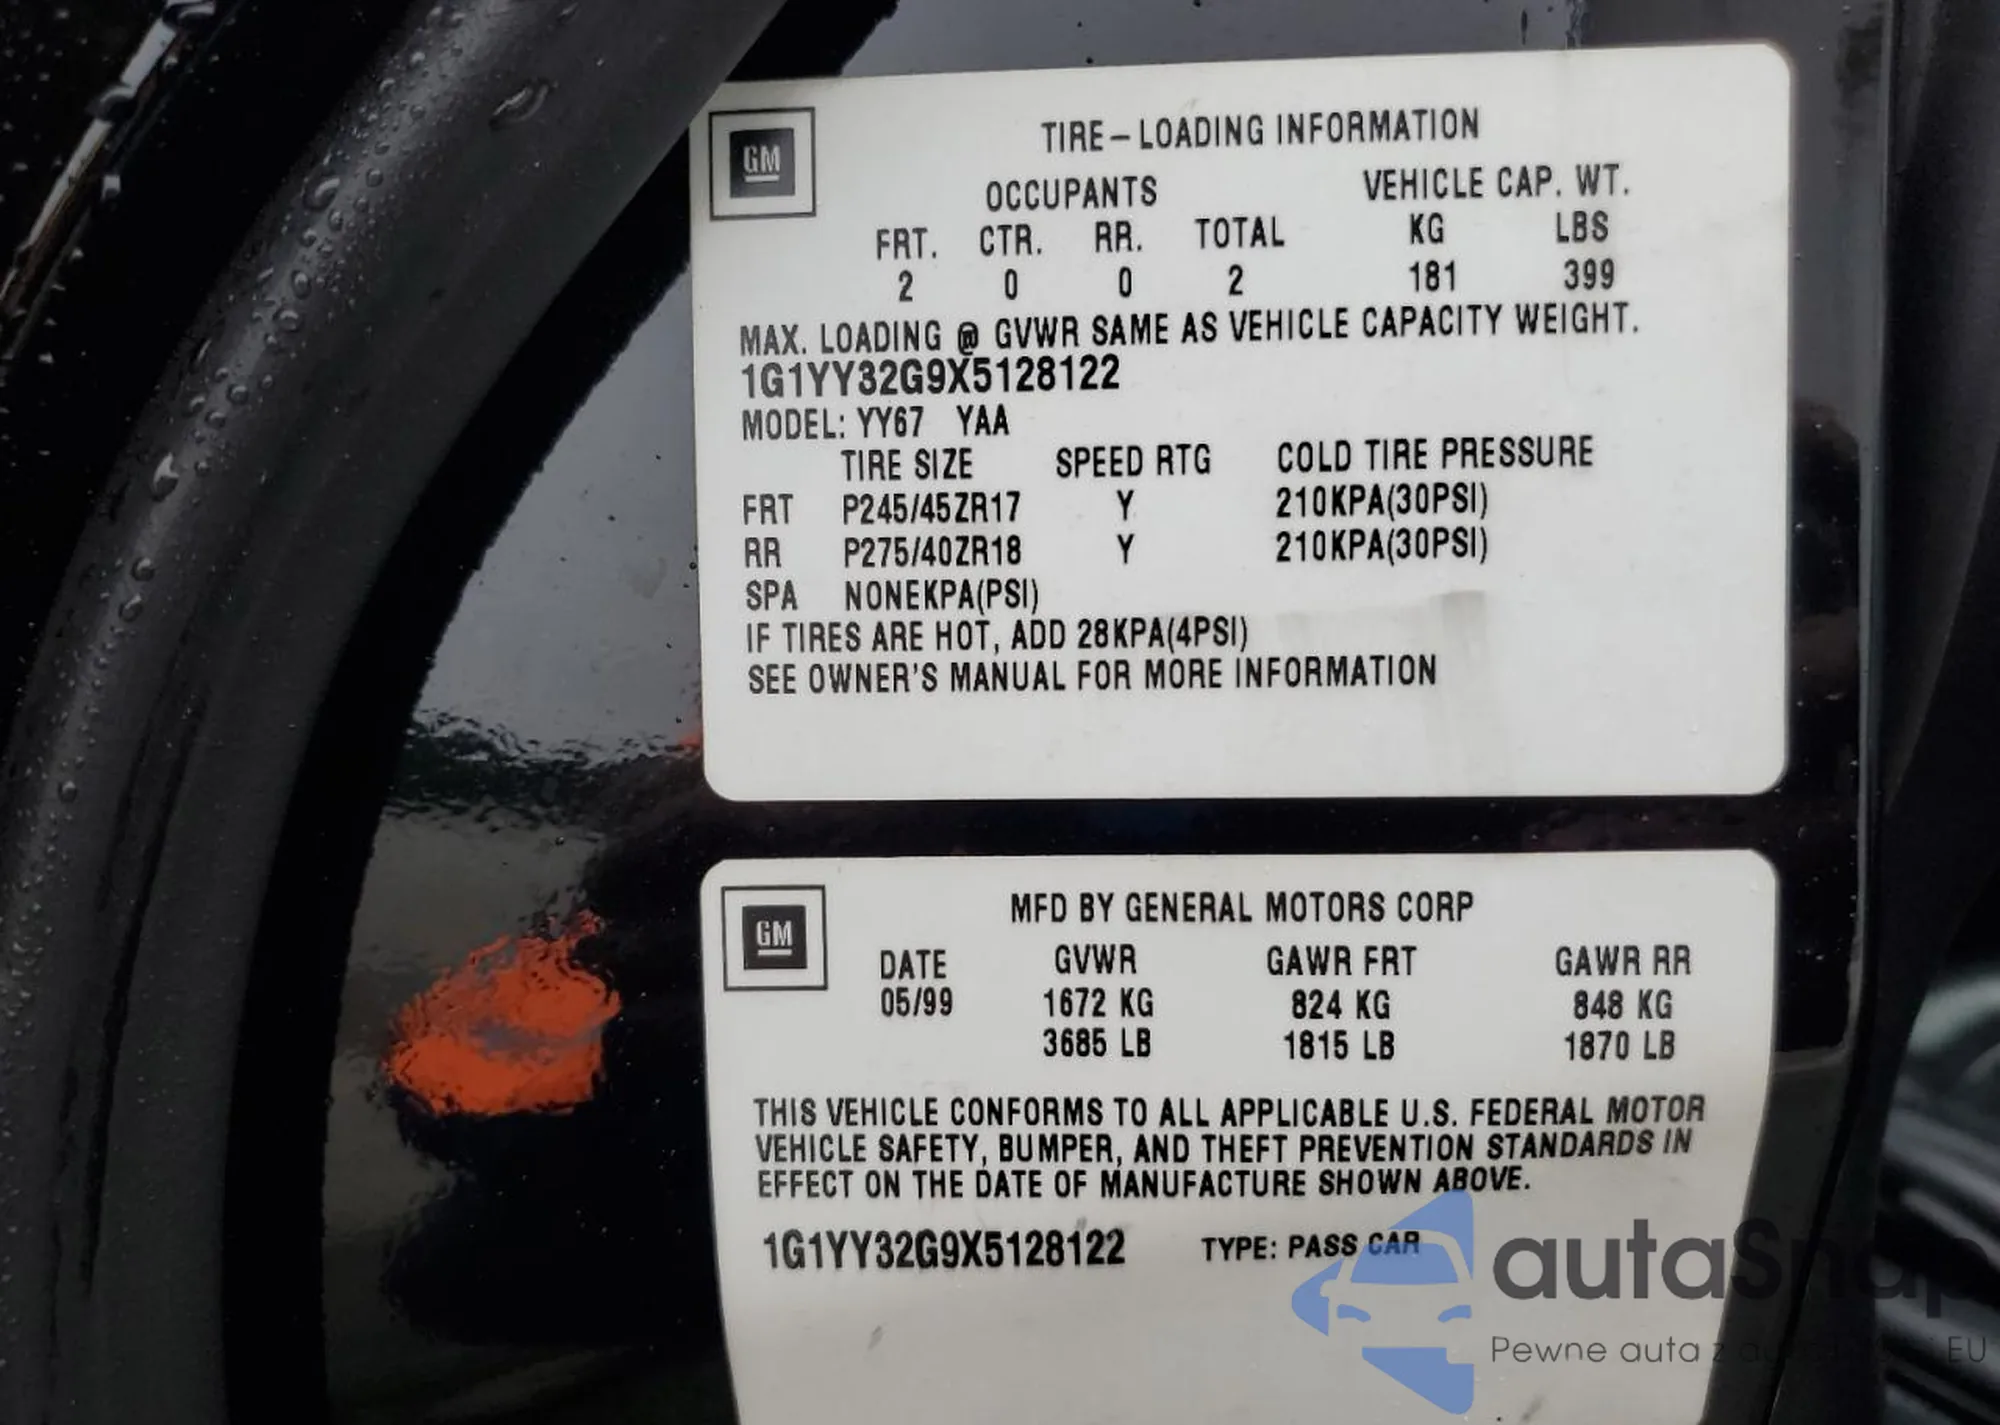 GM
TIRE-LOADING INFORMATION
OCCUPANTS VEHICLE CAP. WT.
FRT. CTR. RR. TOTAL KG LBS
2 0 0 2 181 399
MAX. LOADING @ GVWR SAME AS VEHICLE CAPACITY WEIGHT.
1G1YY32G9X5128122
MODEL: YY67 YAA
TIRE SIZE SPEED RTG COLD TIRE PRESSURE
FRT P245/45ZR17 Y 210KPA(30PSI)
RR P275/40ZR18 Y 210KPA(30PSI)
SPA NONEKPA(PSI)
IF TIRES ARE HOT, ADD 28KPA(4PSI)
SEE OWNER'S MANUAL FOR MORE INFORMATION
GM
MFD BY GENERAL MOTORS CORP
DATE GVWR GAWR FRT GAWR RR
05/99 1672 KG 824 KG 848 KG
3685 LB 1815 LB 1870 LB
THIS VEHICLE CONFORMS TO ALL APPLICABLE U.S. FEDERAL MOTOR
VEHICLE SAFETY, BUMPER, AND THEFT PREVENTION STANDARDS IN
EFFECT ON THE DATE OF MANUFACTURE SHOWN ABOVE.
1G1YY32G9X5128122 TYPE: PASS CAR
autaSnap
Pewne auta z EU